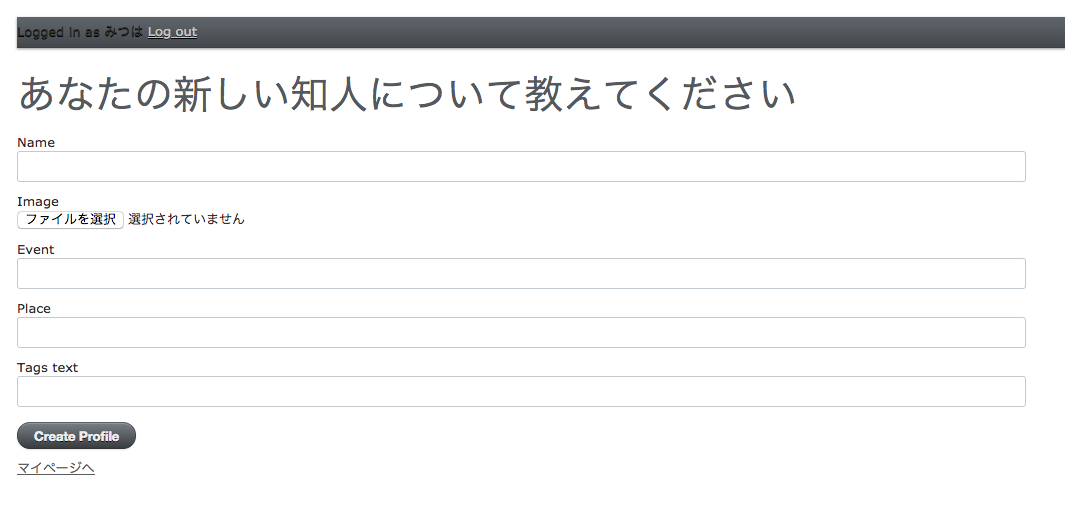 Logged in as みつは Log out
あなたの新しい知人について教えてください
Name
Image
ファイルを選択 選択されていません
Event
Place
Tags text
Create Profile
マイページへ